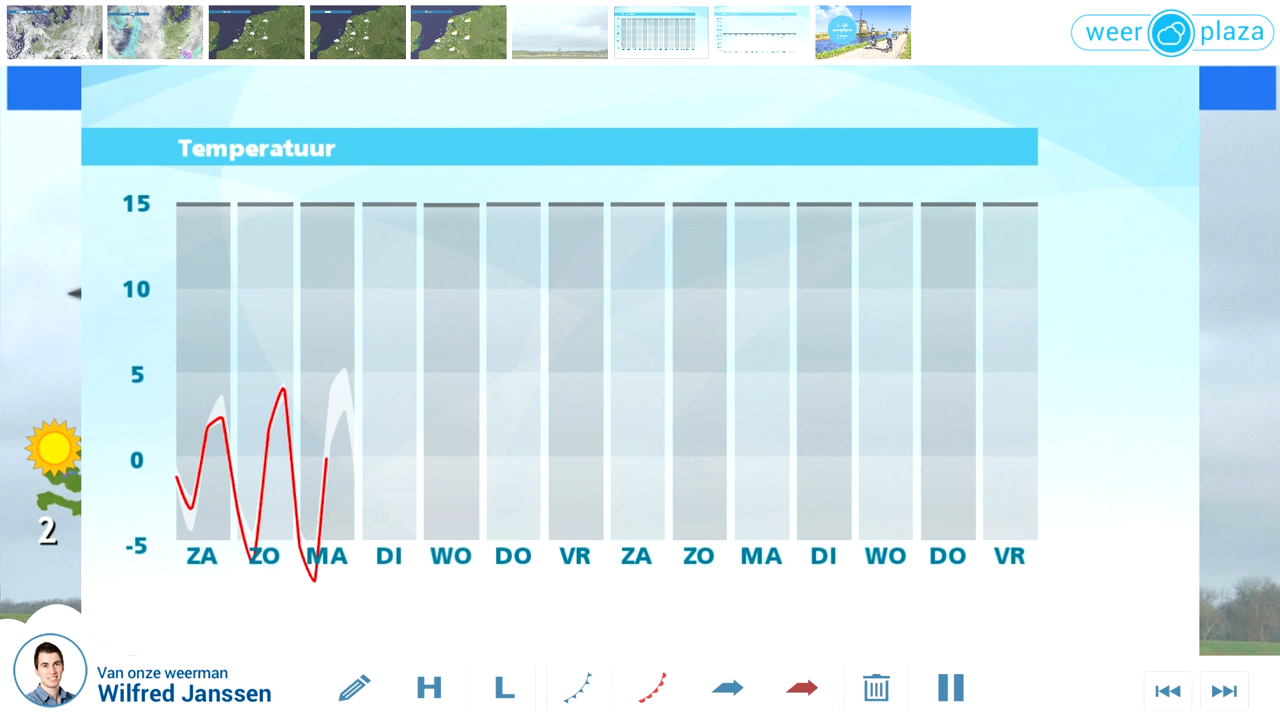 weer plaza
Temperatuur
15
10
5
0
-5
ZA ZO MA DI WO DO VR ZA ZO MA DI WO DO VR
2
Van onze weerman
Wilfred Janssen
H L